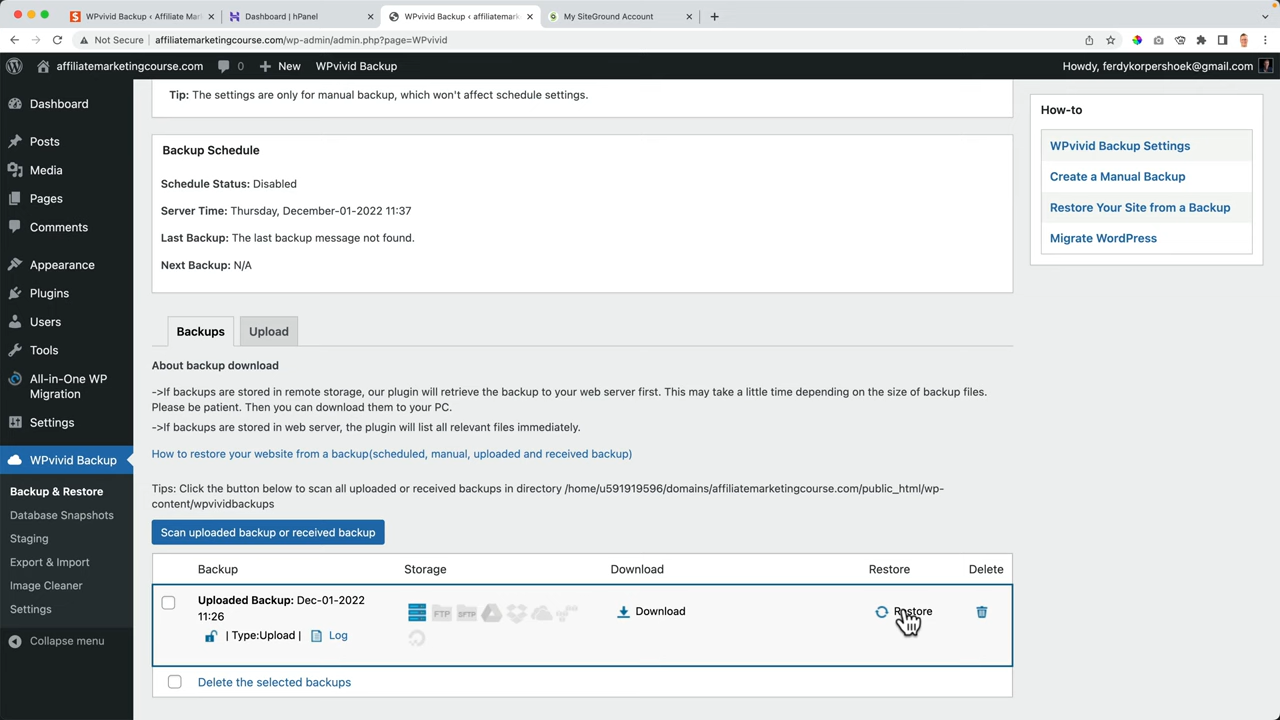 WPvivid Backup ‹ Affiliate Mar
Dashboard | hPanel
WPvivid Backup ‹ affiliatemark
My SiteGround Account
Not Secure
affiliatemarketingcourse.com/wp-admin/admin.php?page=WPvivid
affiliatemarketingcourse.com
0
New
WPvivid Backup
Howdy, ferdykorpershoek@gmail.com
Dashboard
Posts
Media
Pages
Comments
Appearance
Plugins
Users
Tools
All-in-One WP
Migration
Settings
WPvivid Backup
Backup & Restore
Database Snapshots
Staging
Export & Import
Image Cleaner
Settings
Collapse menu
Tip: The settings are only for manual backup, which won't affect schedule settings.
Backup Schedule
Schedule Status: Disabled
Server Time: Thursday, December-01-2022 11:37
Last Backup: The last backup message not found.
Next Backup: N/A
Backups
Upload
About backup download
->If backups are stored in remote storage, our plugin will retrieve the backup to your web server first. This may take a little time depending on the size of backup files.
Please be patient. Then you can download them to your PC.
->If backups are stored in web server, the plugin will list all relevant files immediately.
How to restore your website from a backup(scheduled, manual, uploaded and received backup)
Tips: Click the button below to scan all uploaded or received backups in directory /home/u591919596/domains/affiliatemarketingcourse.com/public_html/wp-
content/wpvividbackups
Scan uploaded backup or received backup
Backup
Storage
Download
Restore
Delete
Uploaded Backup: Dec-01-2022
11:26
| Type:Upload |
Log
FTP
SFTP
Download
Restore
Delete the selected backups
How-to
WPvivid Backup Settings
Create a Manual Backup
Restore Your Site from a Backup
Migrate WordPress